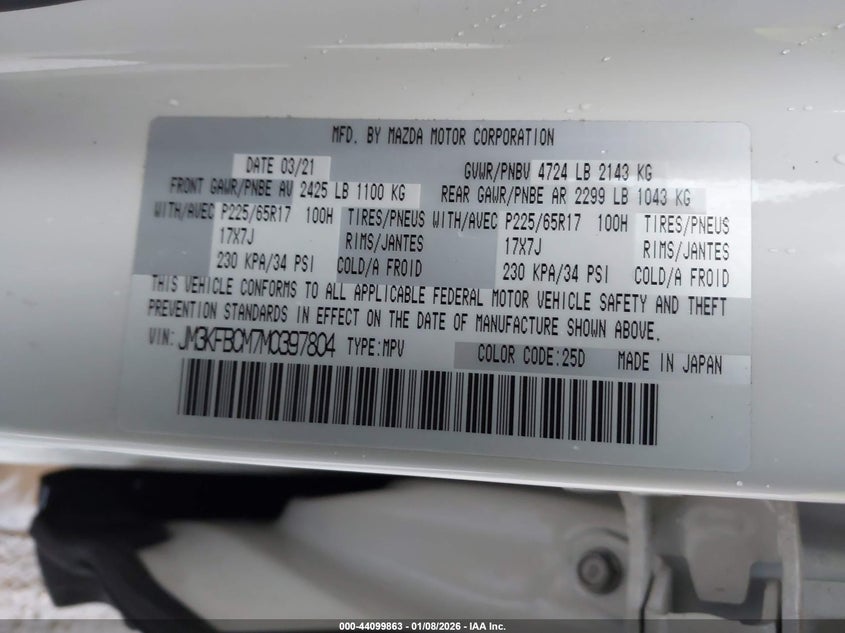 MFD. BY MAZDA MOTOR CORPORATION
DATE 03/21 GVWR/PNBV 4724 LB 2143 KG
FRONT GAWR/PNBE AV 2425 LB 1100 KG REAR GAWR/PNBE AR 2299 LB 1043 KG
WITH/AVEC P225/65R17 100H TIRES/PNEUS WITH/AVEC P225/65R17 100H TIRES/PNEUS
17X7J RIMS/JANTES 17X7J RIMS/JANTES
230 KPA/34 PSI COLD/A FROID 230 KPA/34 PSI COLD/A FROID
THIS VEHICLE CONFORMS TO ALL APPLICABLE FEDERAL MOTOR VEHICLE SAFETY AND THEFT
PREVENTION STANDARDS IN EFFECT ON THE DATE OF MANUFACTURE SHOWN ABOVE.
VIN: JM3KFBCM7M0397804 TYPE:MPV COLOR CODE:25D MADE IN JAPAN
000-44099863 - 01/08/2026 - IAA Inc.